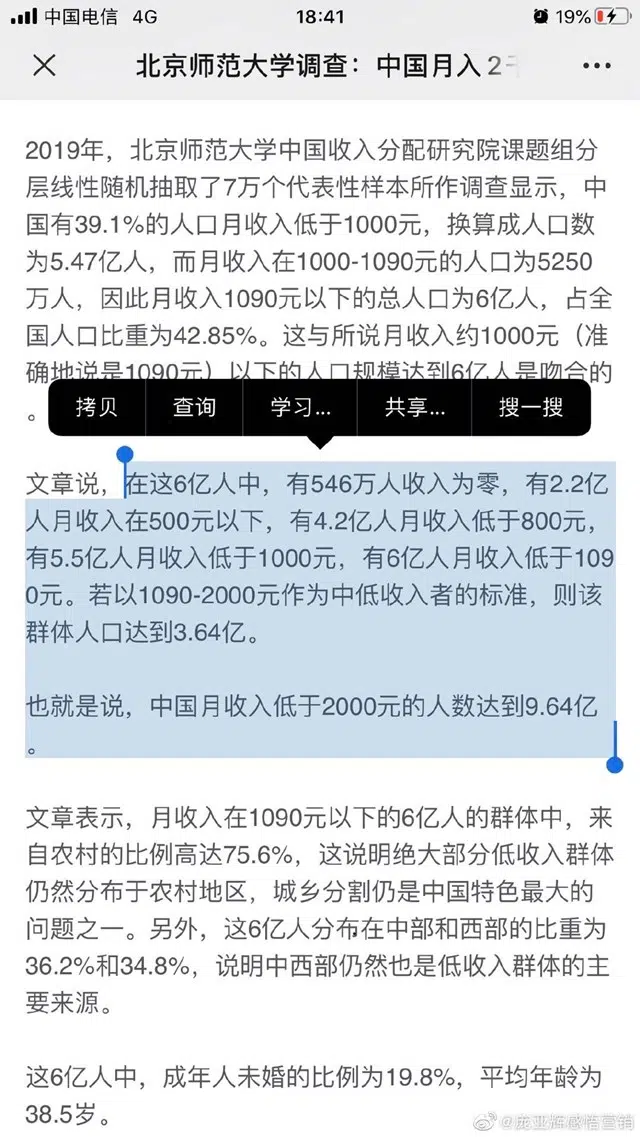 中国电信 4G 18:41 19%
北京师范大学调查：中国月入 2千
2019年，北京师范大学中国收入分配研究院课题组分
层线性随机抽取了7万个代表性样本所作调查显示，中
国有39.1%的人口月收入低于1000元，换算成人口数
为5.47亿人，而月收入在1000-1090元的人口为5250
万人，因此月收入1090元以下的总人口为6亿人，占全
国人口比重为42.85%。这与所说月收入约1000元（准
确地说是1090元）以下的人口规模达到6亿人是吻合的
。
拷贝 查询 学习... 共享... 搜一搜
文章说，在这6亿人中，有546万人收入为零，有2.2亿
人月收入在500元以下，有4.2亿人月收入低于800元，
有5.5亿人月收入低于1000元，有6亿人月收入低于109
0元。若以1090-2000元作为中低收入者的标准，则该
群体人口达到3.64亿。
也就是说，中国月收入低于2000元的人数达到9.64亿
。
文章表示，月收入在1090元以下的6亿人的群体中，来
自农村的比例高达75.6%，这说明绝大部分低收入群体
仍然分布于农村地区，城乡分割仍是中国特色最大的
问题之一。另外，这6亿人分布在中部和西部的比重为
36.2%和34.8%，说明中西部仍然也是低收入群体的主
要来源。
这6亿人中，成年人未婚的比例为19.8%，平均年龄为
38.5岁。
@庞亚辉感悟营销